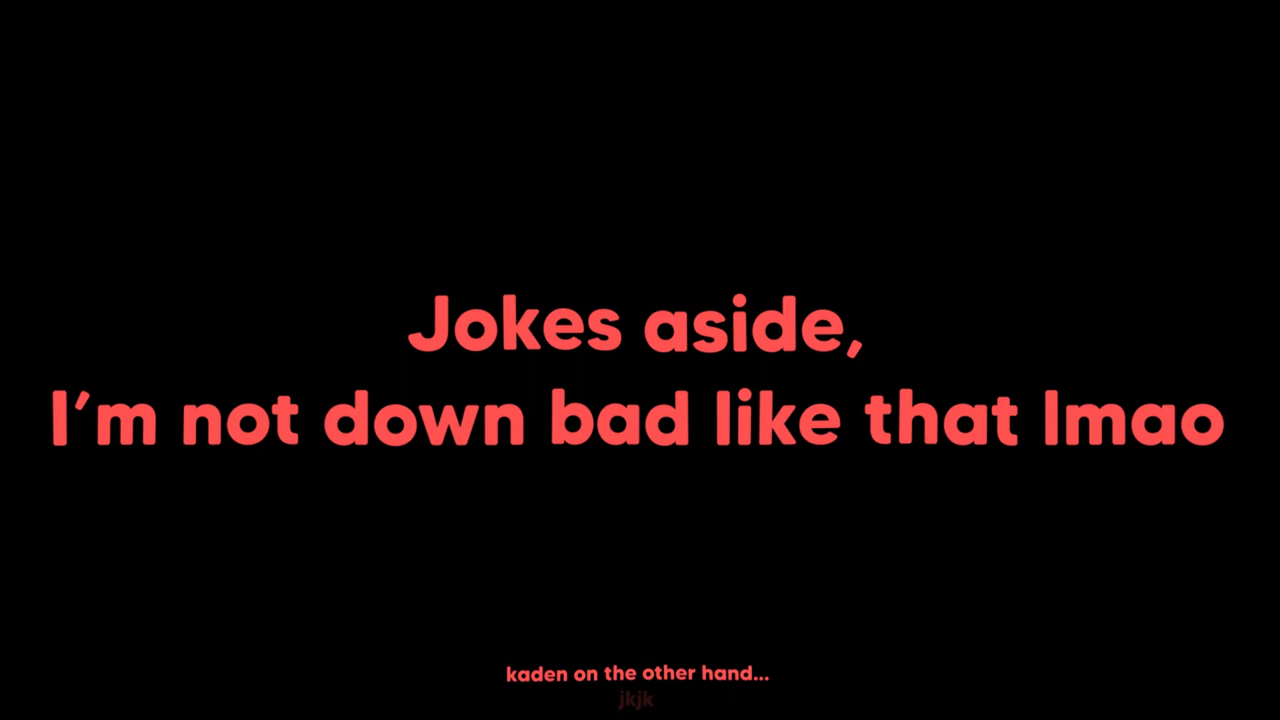 Jokes aside,
I'm not down bad like that lmao
kaden on the other hand...
jkjk